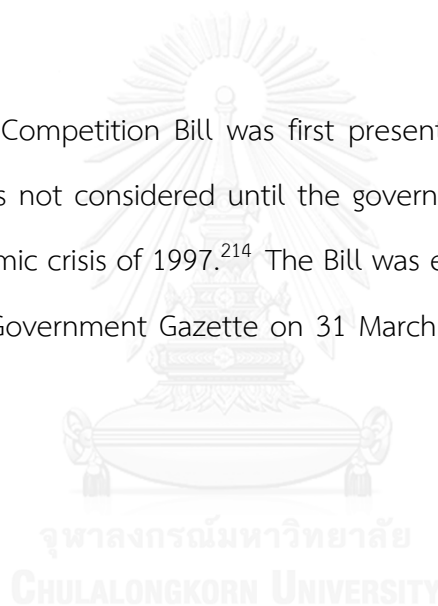 Competition Bill was first present
s not considered until the govern
mic crisis of 1997.²¹⁴ The Bill was e
Government Gazette on 31 March
จุฬาลงกรณ์มหาวิทยาลัย
CHULALONGKORN UNIVERSITY